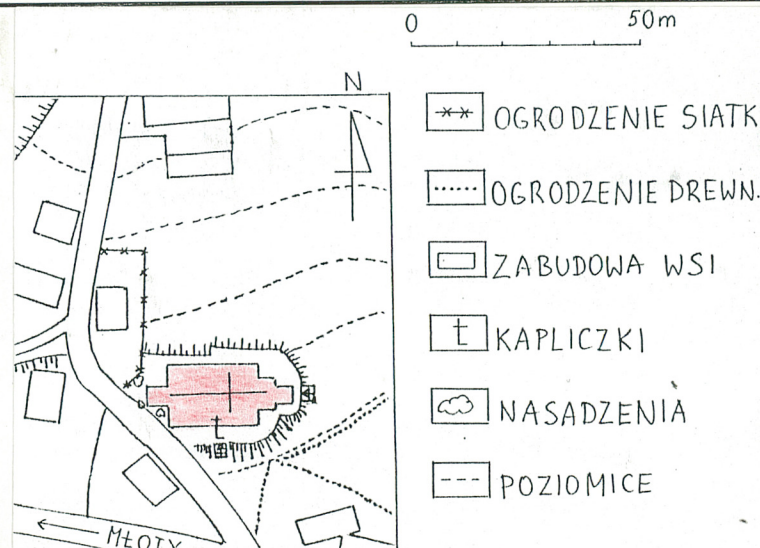 0 50m
N
OGRODZENIE SIATK
OGRODZENIE DREWN.
ZABUDOWA WSI
KAPLICZKI
NASADZENIA
POZIOMICE
MŁOTY